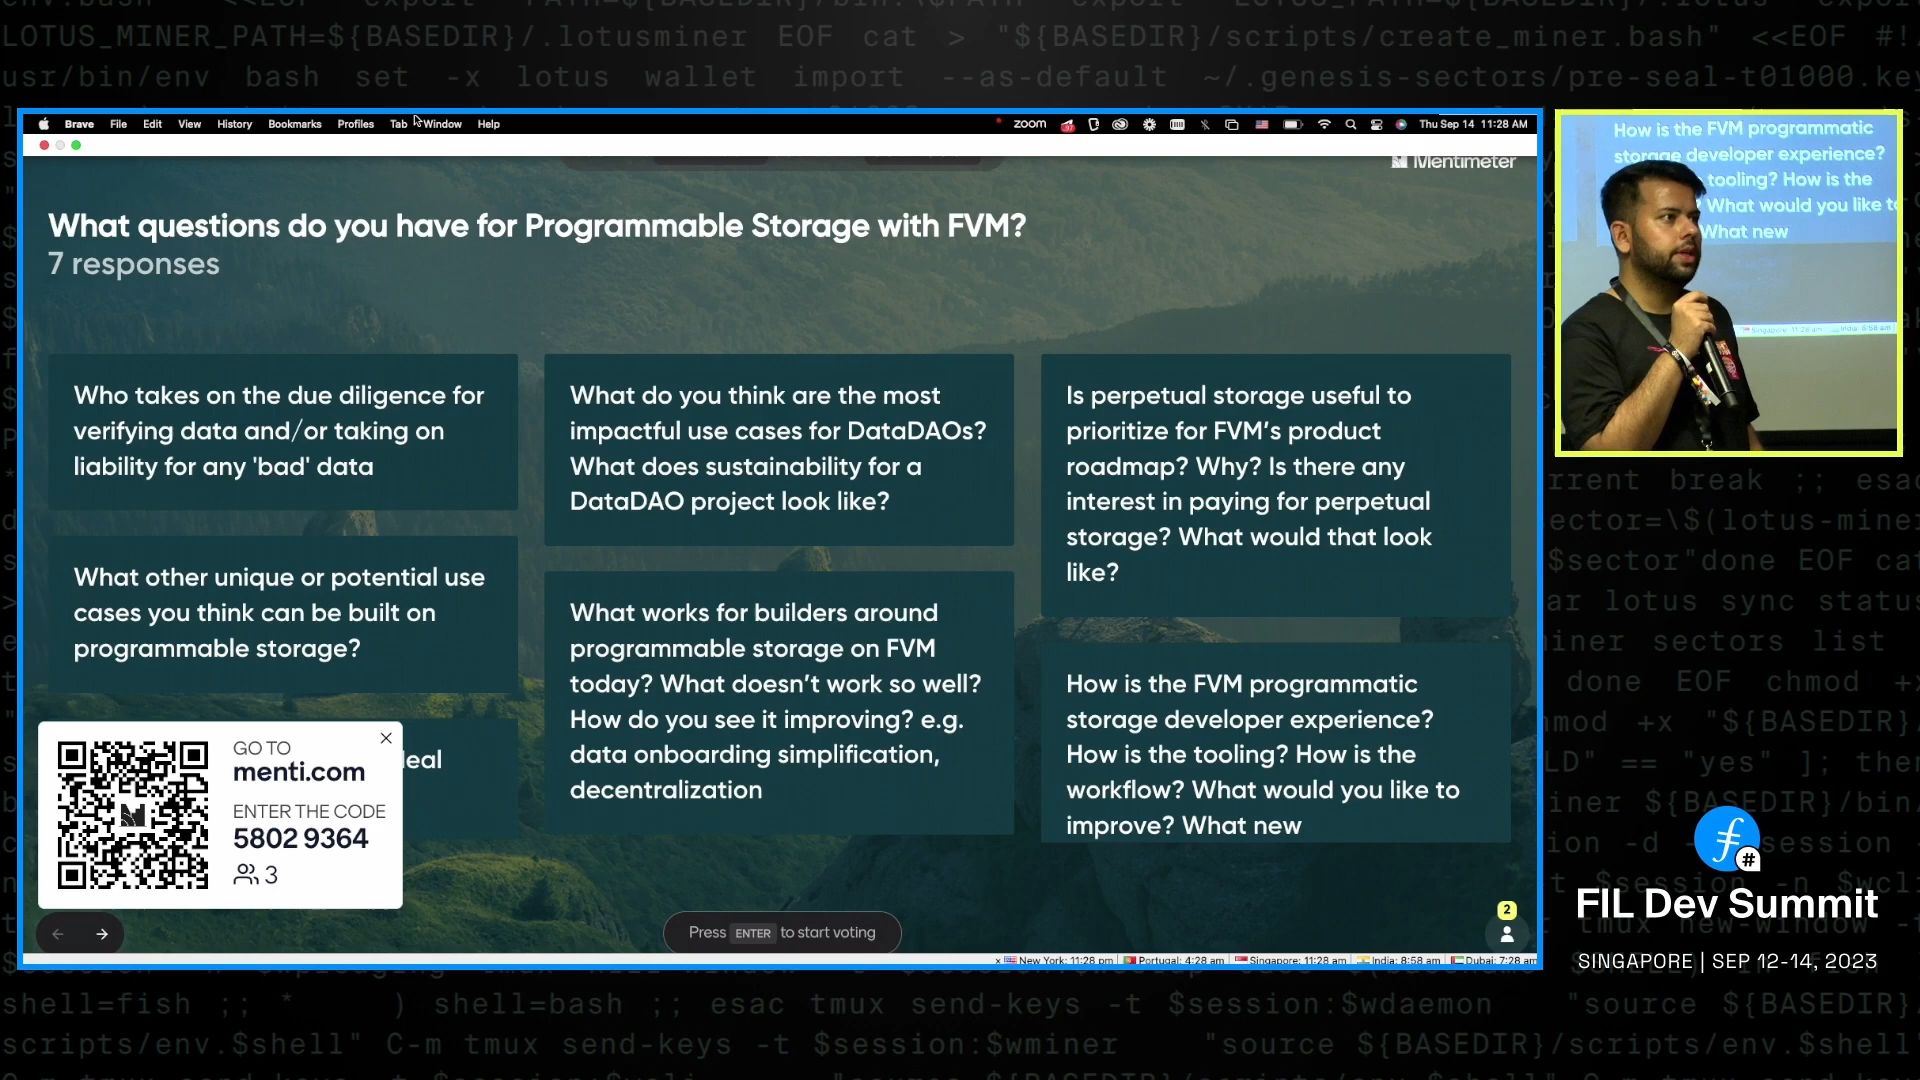 LOTUS_MINER_PATH=${BASEDIR}/.lotusminer EOF cat > "${BASEDIR}/scripts/create_miner.bash" <<EOF #!
usr/bin/env bash set -x lotus wallet import --as-default ~/.genesis-sectors/pre-seal-t01000.key
Brave File Edit View History Bookmarks Profiles Tab Window Help
zoom
Thu Sep 14 11:28 AM
Mentimeter
What questions do you have for Programmable Storage with FVM?
7 responses
Who takes on the due diligence for
verifying data and/or taking on
liability for any 'bad' data
What other unique or potential use
cases you think can be built on
programmable storage?
What do you think are the most
impactful use cases for DataDAOs?
What does sustainability for a
DataDAO project look like?
What works for builders around
programmable storage on FVM
today? What doesn't work so well?
How do you see it improving? e.g.
data onboarding simplification,
decentralization
Is perpetual storage useful to
prioritize for FVM's product
roadmap? Why? Is there any
interest in paying for perpetual
storage? What would that look
like?
How is the FVM programmatic
storage developer experience?
How is the tooling? How is the
workflow? What would you like to
improve? What new
GO TO
menti.com
ENTER THE CODE
5802 9364
3
Press ENTER to start voting
2
New York: 11:28 pm Portugal: 4:28 am Singapore: 11:28 am India: 8:58 am Dubai: 7:28 am
How is the FVM programmatic
storage developer experience?
tooling? How is the
What would you like to
What new
FIL Dev Summit
SINGAPORE | SEP 12-14, 2023
shell=fish ;; * ) shell=bash ;; esac tmux send-keys -t $session:$wdaemon "source ${BASEDIR}/
scripts/env.$shell" C-m tmux send-keys -t $session:$wminer "source ${BASEDIR}/scripts/env.$shell"